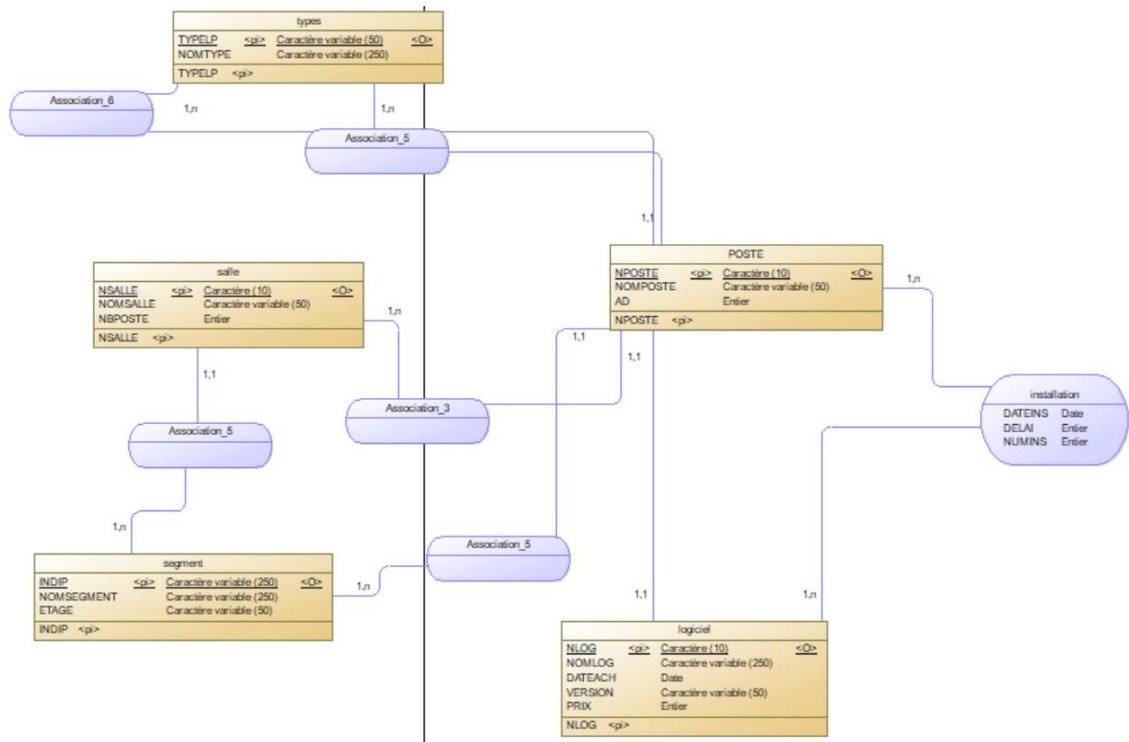 types
TYPELP <pi> Caractère variable (50) <O>
NOMTYPE Caractère variable (250)
TYPELP <pi>
Association_6
1,n
1,n
Association_5
1,1
POSTE
NPOSTE <pi> Caractère (10) <O>
NOMPOSTE Caractère variable (50)
AD Entier
NPOSTE <pi>
salle
NSALLE <pi> Caractère (10) <O>
NOMSALLE Caractère variable (50)
NBPOSTE Entier
NSALLE <pi>
1,n
1,n
1,1
1,1
1,1
Association_3
installation
DATEINS Date
DELAI Entier
NUMINS Entier
Association_5
1,n
Association_5
segment
INDIP <pi> Caractère variable (250) <O>
NOMSEGMENT Caractère variable (250)
ETAGE Caractère variable (50)
INDIP <pi>
1,n
1,1
1,n
logiciel
NLOG <pi> Caractère (10) <O>
NOMLOG Caractère variable (250)
DATEACH Date
VERSION Caractère variable (50)
PRIX Entier
NLOG <pi>